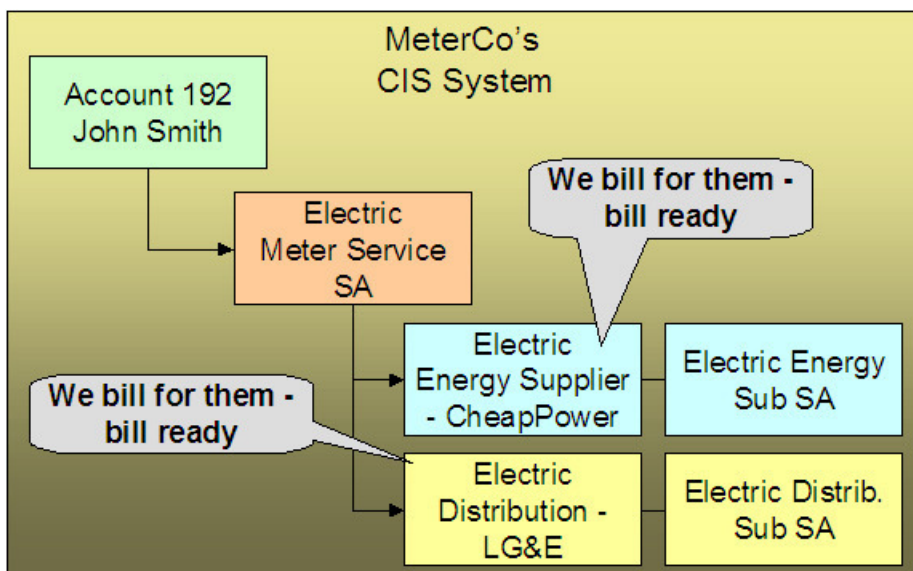 MeterCo's
CIS System
Account 192
John Smith
We bill for them -
bill ready
Electric
Meter Service
SA
Electric
Energy Supplier
- CheapPower
Electric Energy
Sub SA
We bill for them -
bill ready
Electric
Distribution -
LG&E
Electric Distrib.
Sub SA